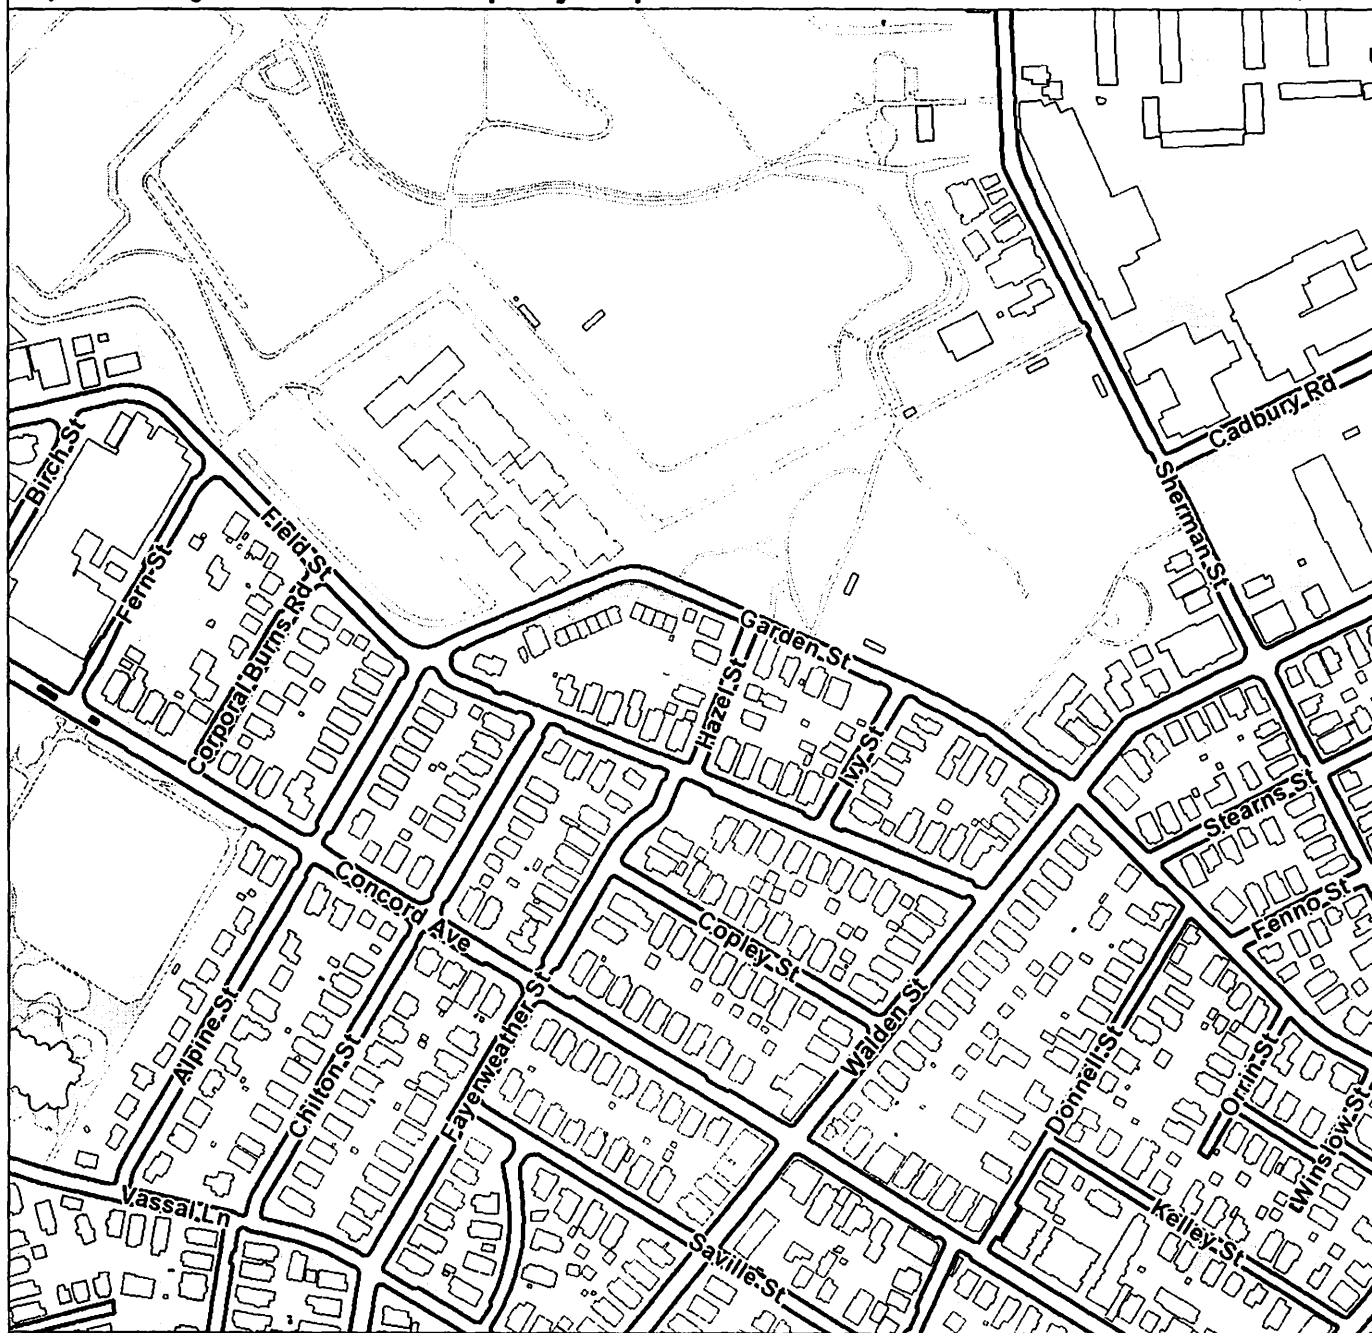 Cadbury Rd
Birch St
Sherman St
Field St
Fern St
Corporal Burns Rd
Garden St
Hazel St
Ivy St
Stearns St
Concord Ave
Fenno St
Copley St
Walden St
Alpine St
Chilton St
Fayerweather St
Donnell St
Orrin St
Winslow St
Vassal Ln
Kelley St
Saville St